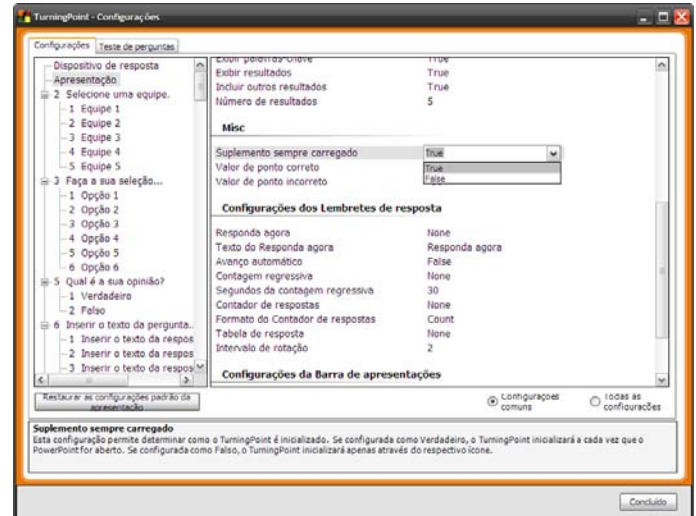 TurningPoint - Configurações
Configurações Teste de perguntas
Dispositivo de resposta
Apresentação
2 Selecione uma equipe.
1 Equipe 1
2 Equipe 2
3 Equipe 3
4 Equipe 4
5 Equipe 5
3 Faça a sua seleção...
1 Opção 1
2 Opção 2
3 Opção 3
4 Opção 4
5 Opção 5
6 Opção 6
5 Qual é a sua opinião?
1 Verdadeiro
2 Falso
6 Inserir o texto da pergunta..
1 Inserir o texto da respos
2 Inserir o texto da respos
3 Inserir o texto da respos
Exibir palavras-chave True
Exibir resultados True
Incluir outros resultados True
Número de resultados 5
Misc
Suplemento sempre carregado True
Valor de ponto correto True
Valor de ponto incorreto False
Configurações dos Lembretes de resposta
Responda agora None
Texto do Responda agora Responda agora
Avanço automático False
Contagem regressiva None
Segundos da contagem regressiva 30
Contador de respostas None
Formato do Contador de respostas Count
Tabela de resposta None
Intervalo de rotação 2
Configurações da Barra de apresentações
Restaurar as configurações padrão da apresentação
Configurações comuns
Todas as configurações
Suplemento sempre carregado
Esta configuração permite determinar como o TurningPoint é inicializado. Se configurada como Verdadeiro, o TurningPoint inicializará a cada vez que o
PowerPoint for aberto. Se configurada como Falso, o TurningPoint inicializará apenas através do respectivo ícone.
Concluído